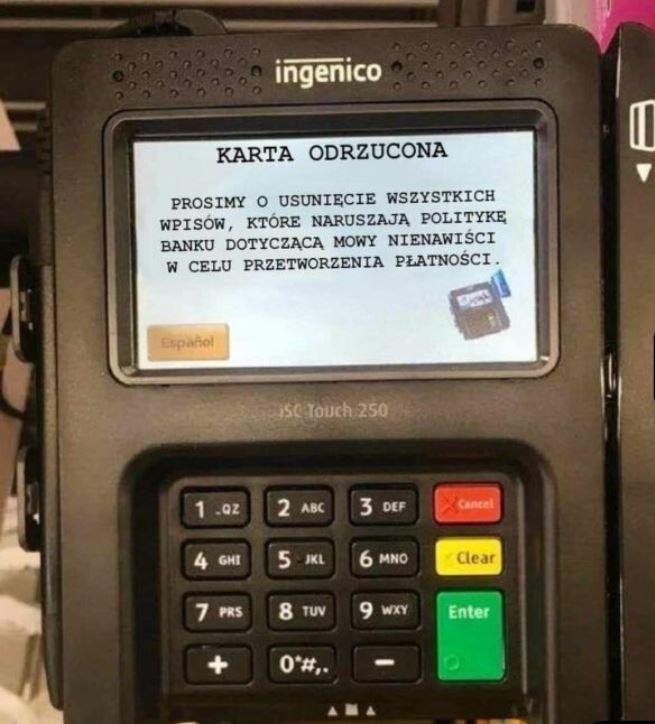 ingenico
KARTA ODRZUCONA
PROSIMY O USUNIĘCIE WSZYSTKICH
WPISÓW, KTÓRE NARUSZAJĄ POLITYKĘ
BANKU DOTYCZĄCĄ MOWY NIENAWIŚCI
W CELU PRZETWORZENIA PŁATNOŚCI.
Español
iSC Touch 250
1 .QZ 2 ABC 3 DEF Cancel
4 GHI 5 JKL 6 MNO Clear
7 PRS 8 TUV 9 WXY Enter
+ 0*#,. -